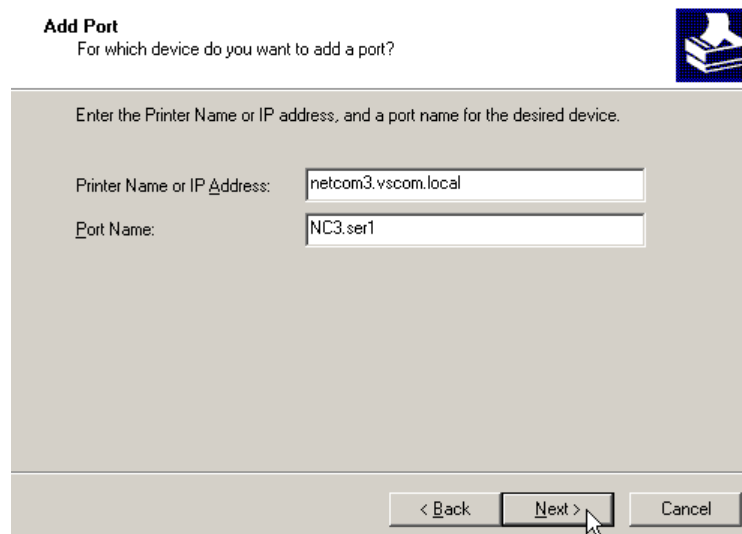 Add Port
For which device do you want to add a port?
Enter the Printer Name or IP address, and a port name for the desired device.
Printer Name or IP Address: netcom3.vscom.local
Port Name: NC3.ser1
< Back Next > Cancel